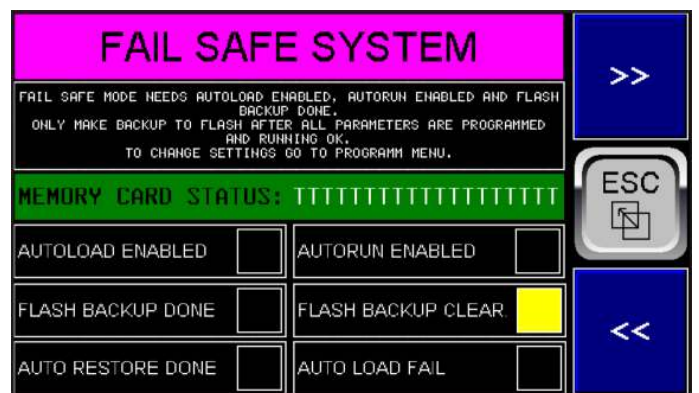 FAIL SAFE SYSTEM
FAIL SAFE MODE NEEDS AUTOLOAD ENABLED, AUTORUN ENABLED AND FLASH
BACKUP DONE.
ONLY MAKE BACKUP TO FLASH AFTER ALL PARAMETERS ARE PROGRAMMED
AND RUNNING OK.
TO CHANGE SETTINGS GO TO PROGRAMM MENU.
MEMORY CARD STATUS: TTTTTTTTTTTTTTTTTTTT
AUTOLOAD ENABLED
AUTORUN ENABLED
FLASH BACKUP DONE
FLASH BACKUP CLEAR.
AUTO RESTORE DONE
AUTO LOAD FAIL
>>
ESC
<<